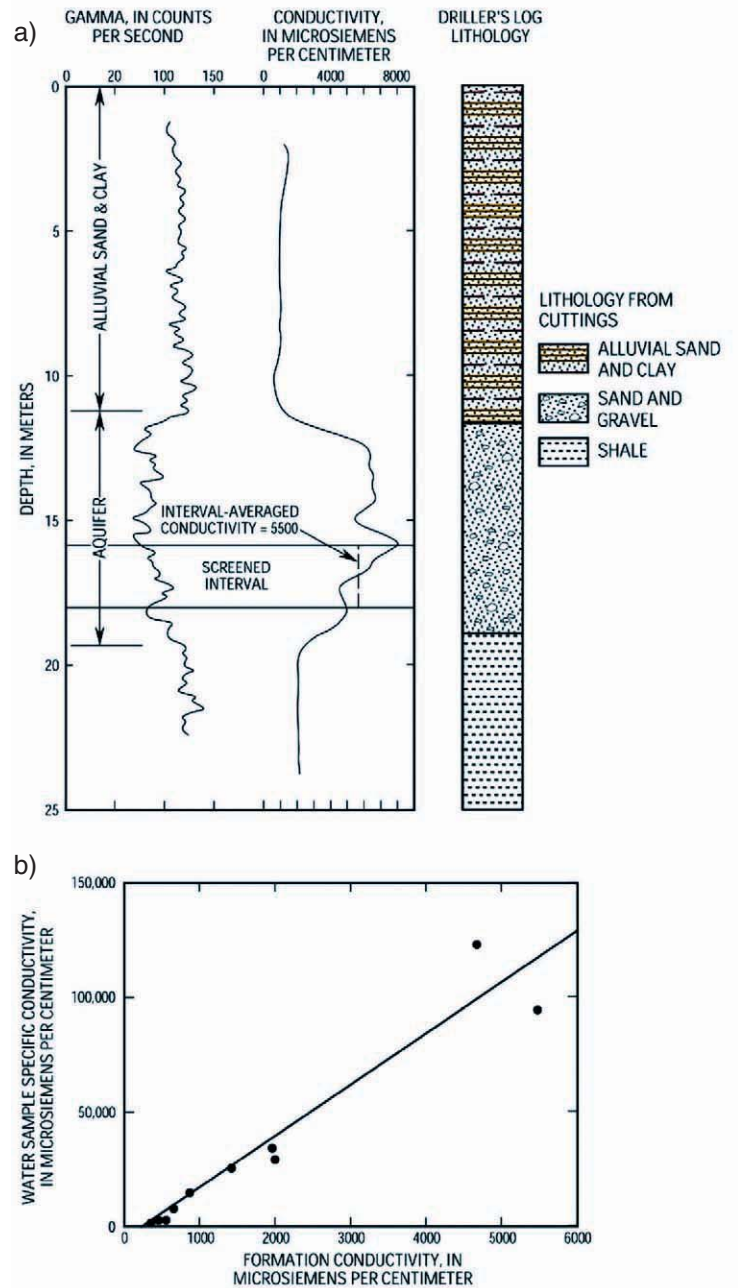 a)
GAMMA, IN COUNTS
PER SECOND
CONDUCTIVITY,
IN MICROSIEMENS
PER CENTIMETER
DRILLER'S LOG
LITHOLOGY
0 20 100 150 0 4000 8000
0
5
10
15
20
25
DEPTH, IN METERS
ALLUVIAL SAND & CLAY
AQUIFER
INTERVAL-AVERAGED
CONDUCTIVITY = 5500
SCREENED
INTERVAL
LITHOLOGY FROM
CUTTINGS
ALLUVIAL SAND
AND CLAY
SAND AND
GRAVEL
SHALE
b)
WATER SAMPLE SPECIFIC CONDUCTIVITY,
IN MICROSIEMENS PER CENTIMETER
150,000
100,000
50,000
0
0 1000 2000 3000 4000 5000 6000
FORMATION CONDUCTIVITY, IN
MICROSIEMENS PER CENTIMETER